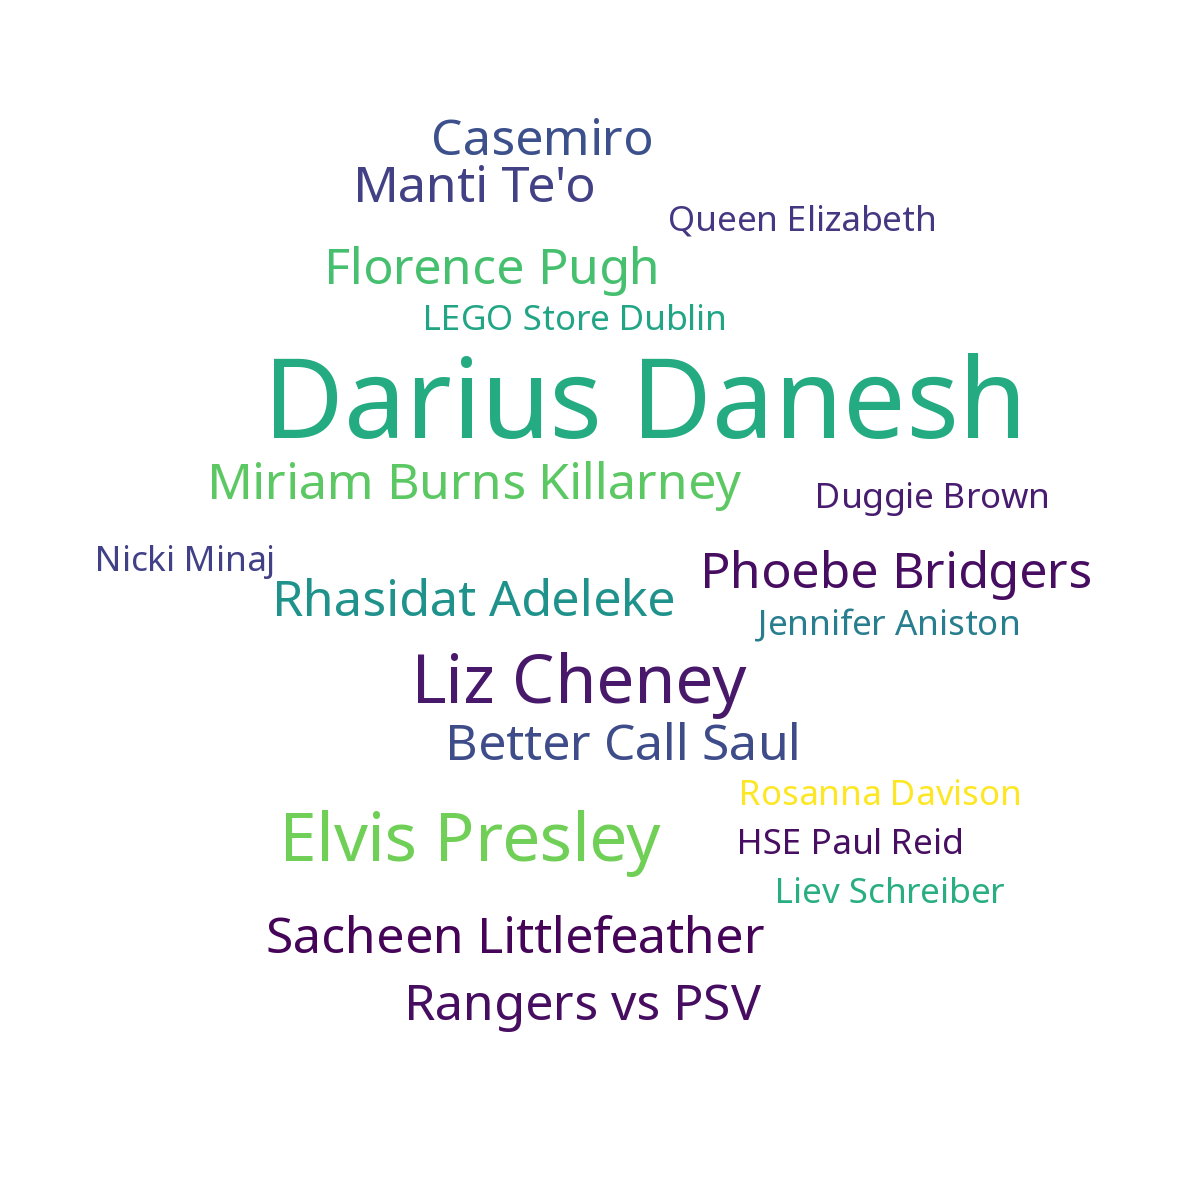 Casemiro
Manti Te'o
Queen Elizabeth
Florence Pugh
LEGO Store Dublin
Darius Danesh
Miriam Burns Killarney
Duggie Brown
Nicki Minaj
Phoebe Bridgers
Rhasidat Adeleke
Jennifer Aniston
Liz Cheney
Better Call Saul
Rosanna Davison
Elvis Presley
HSE Paul Reid
Liev Schreiber
Sacheen Littlefeather
Rangers vs PSV